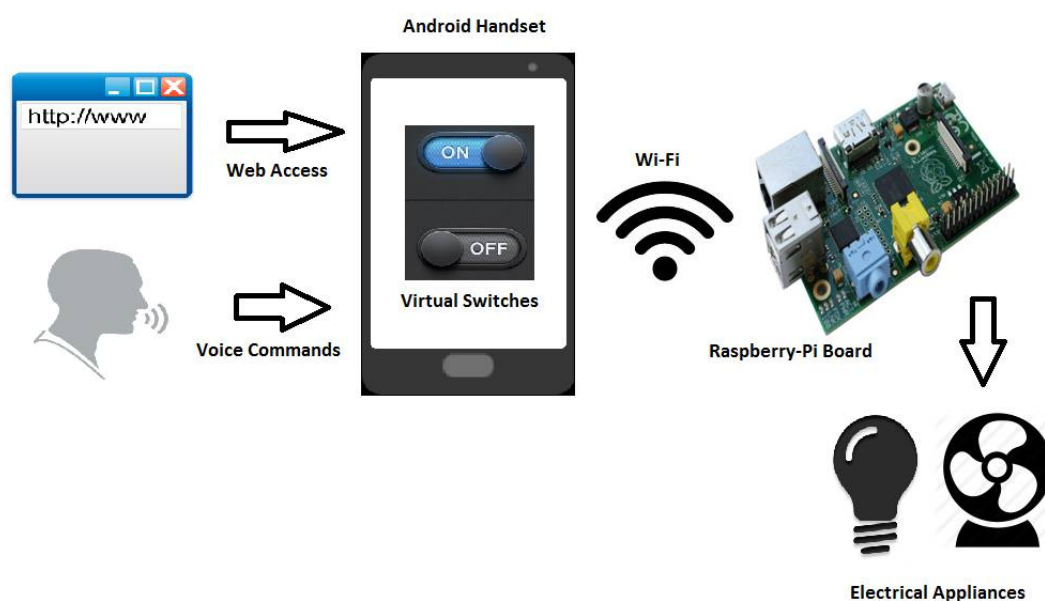 Android Handset
http://www
Web Access
ON
OFF
Virtual Switches
Voice Commands
Wi-Fi
Raspberry-Pi Board
Electrical Appliances